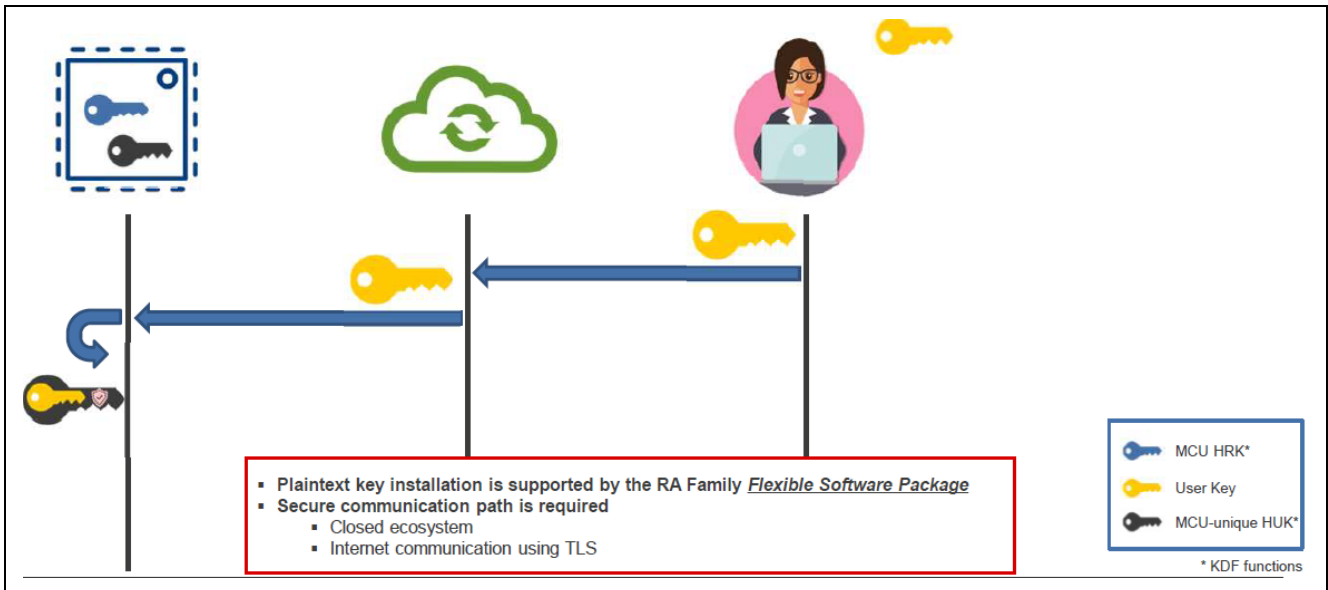 ▪ Plaintext key installation is supported by the RA Family Flexible Software Package
▪ Secure communication path is required
▪ Closed ecosystem
▪ Internet communication using TLS
MCU HRK*
User Key
MCU-unique HUK*
* KDF functions